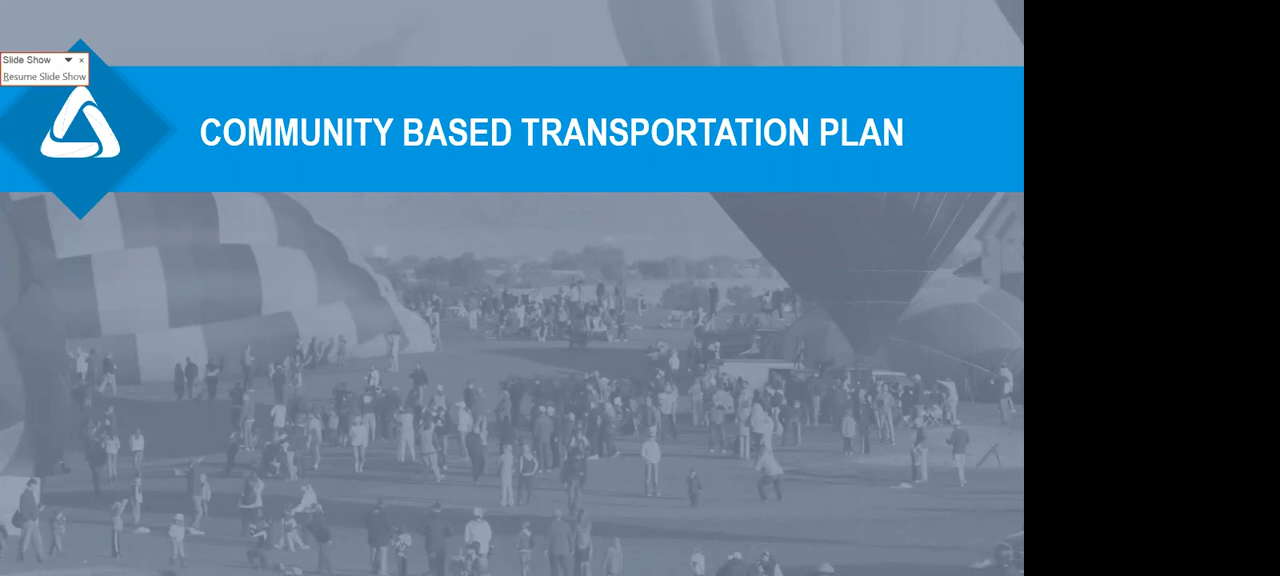 Slide Show
Resume Slide Show
COMMUNITY BASED TRANSPORTATION PLAN